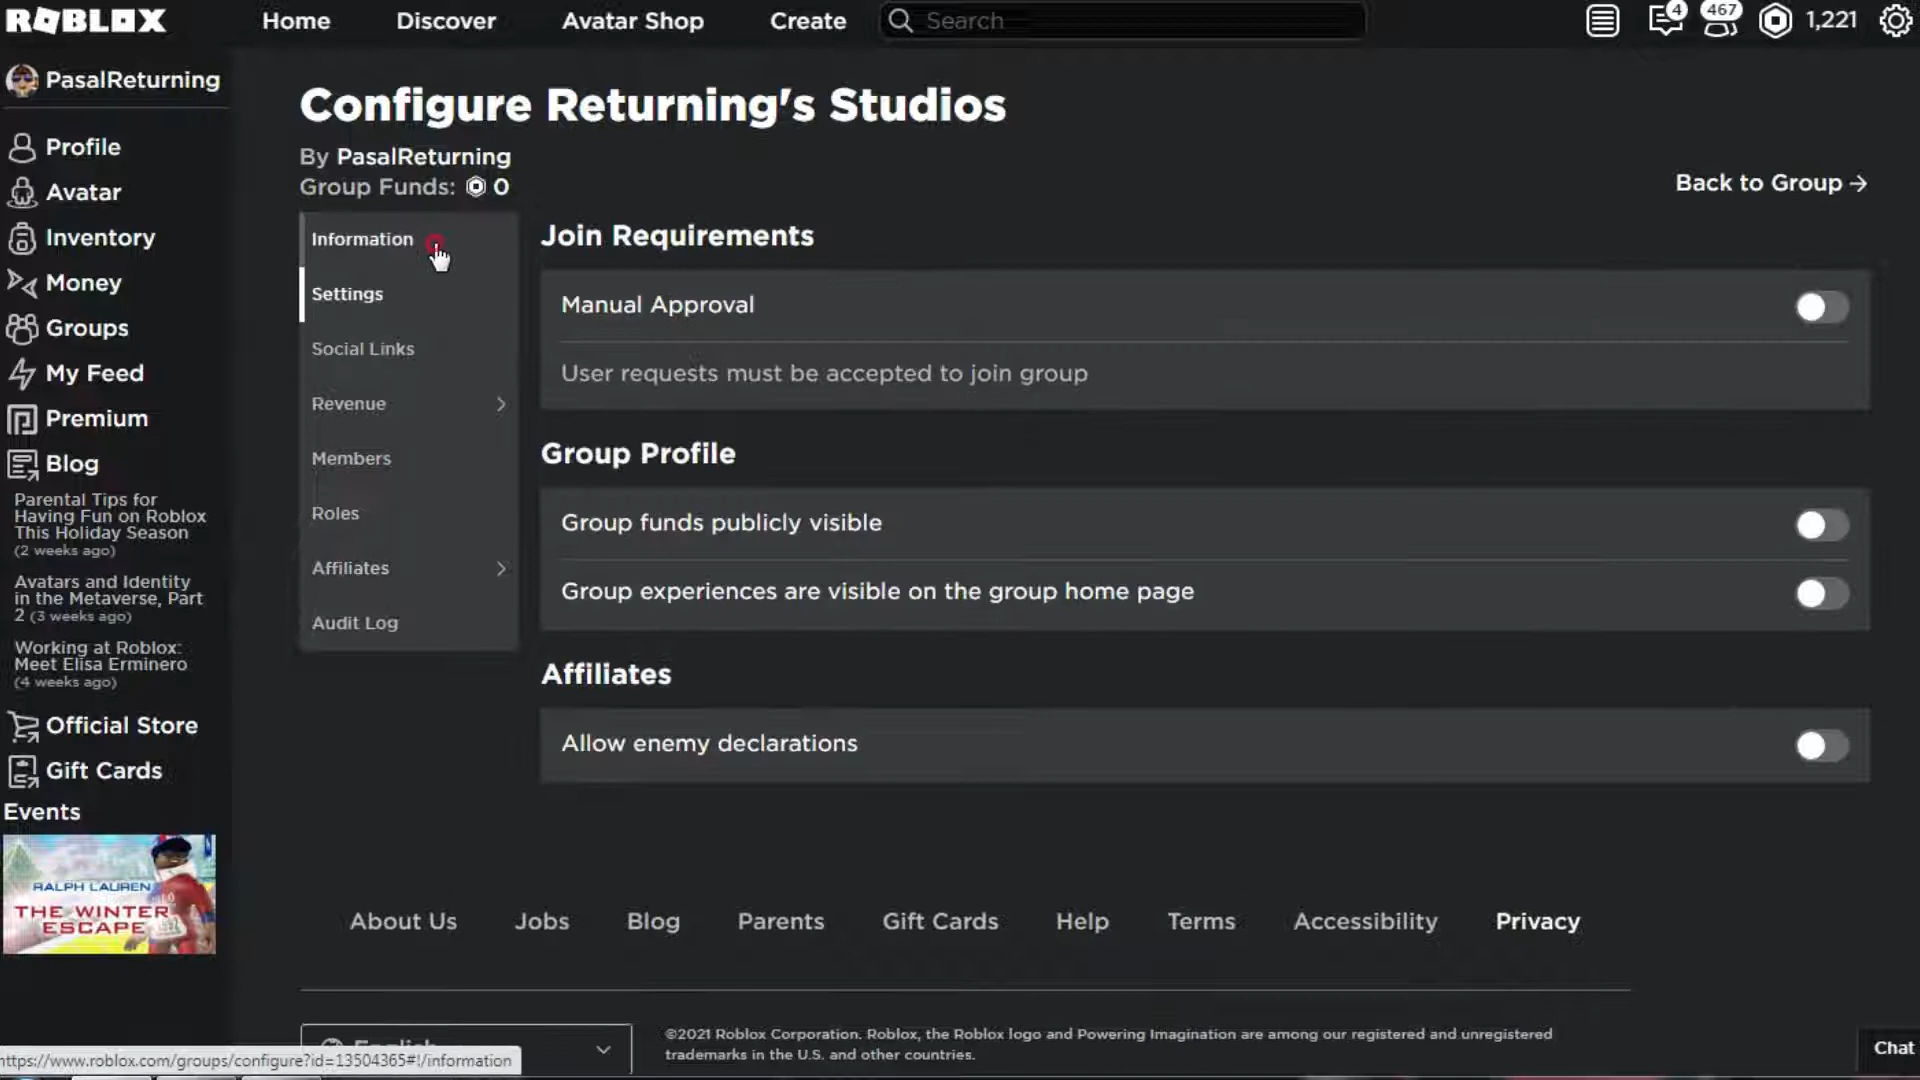 ROBLOX
Home
Discover
Avatar Shop
Create
Search
4
467
1,221
PasalReturning
Profile
Avatar
Inventory
Money
Groups
My Feed
Premium
Blog
Parental Tips for
Having Fun on Roblox
This Holiday Season
(2 weeks ago)
Avatars and Identity
in the Metaverse, Part
2 (3 weeks ago)
Working at Roblox:
Meet Elisa Erminero
(4 weeks ago)
Official Store
Gift Cards
Events
RALPH LAUREN
THE WINTER
ESCAPE
Configure Returning's Studios
By PasalReturning
Group Funds: 0
Back to Group
Information
Settings
Social Links
Revenue
Members
Roles
Affiliates
Audit Log
Join Requirements
Manual Approval
User requests must be accepted to join group
Group Profile
Group funds publicly visible
Group experiences are visible on the group home page
Affiliates
Allow enemy declarations
About Us
Jobs
Blog
Parents
Gift Cards
Help
Terms
Accessibility
Privacy
English
©2021 Roblox Corporation. Roblox, the Roblox logo and Powering Imagination are among our registered and unregistered
trademarks in the U.S. and other countries.
https://www.roblox.com/groups/configure?id=13504365#!/information
Chat